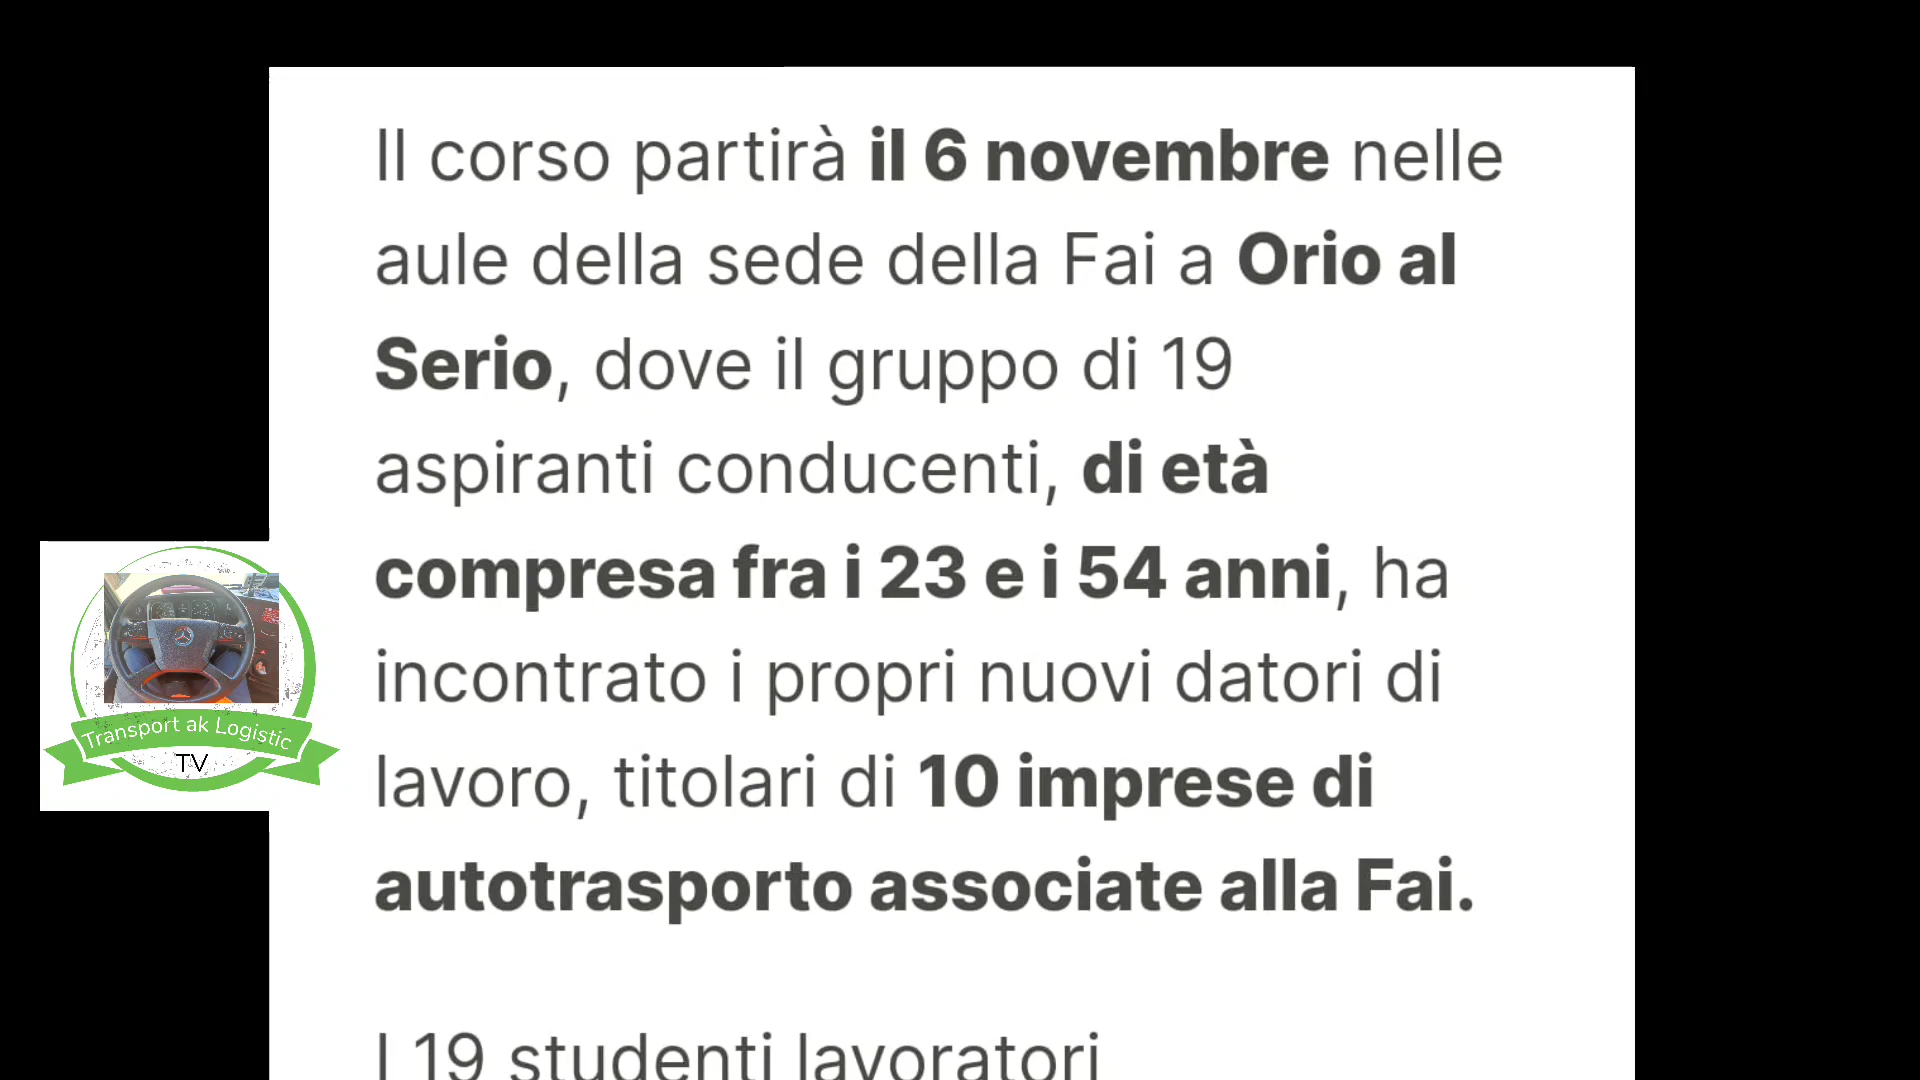 Il corso partirà il 6 novembre nelle
aule della sede della Fai a Orio al
Serio, dove il gruppo di 19
aspiranti conducenti, di età
compresa fra i 23 e i 54 anni, ha
incontrato i propri nuovi datori di
lavoro, titolari di 10 imprese di
autotrasporto associate alla Fai.
I 19 studenti lavoratori
Transport ak Logistic
TV